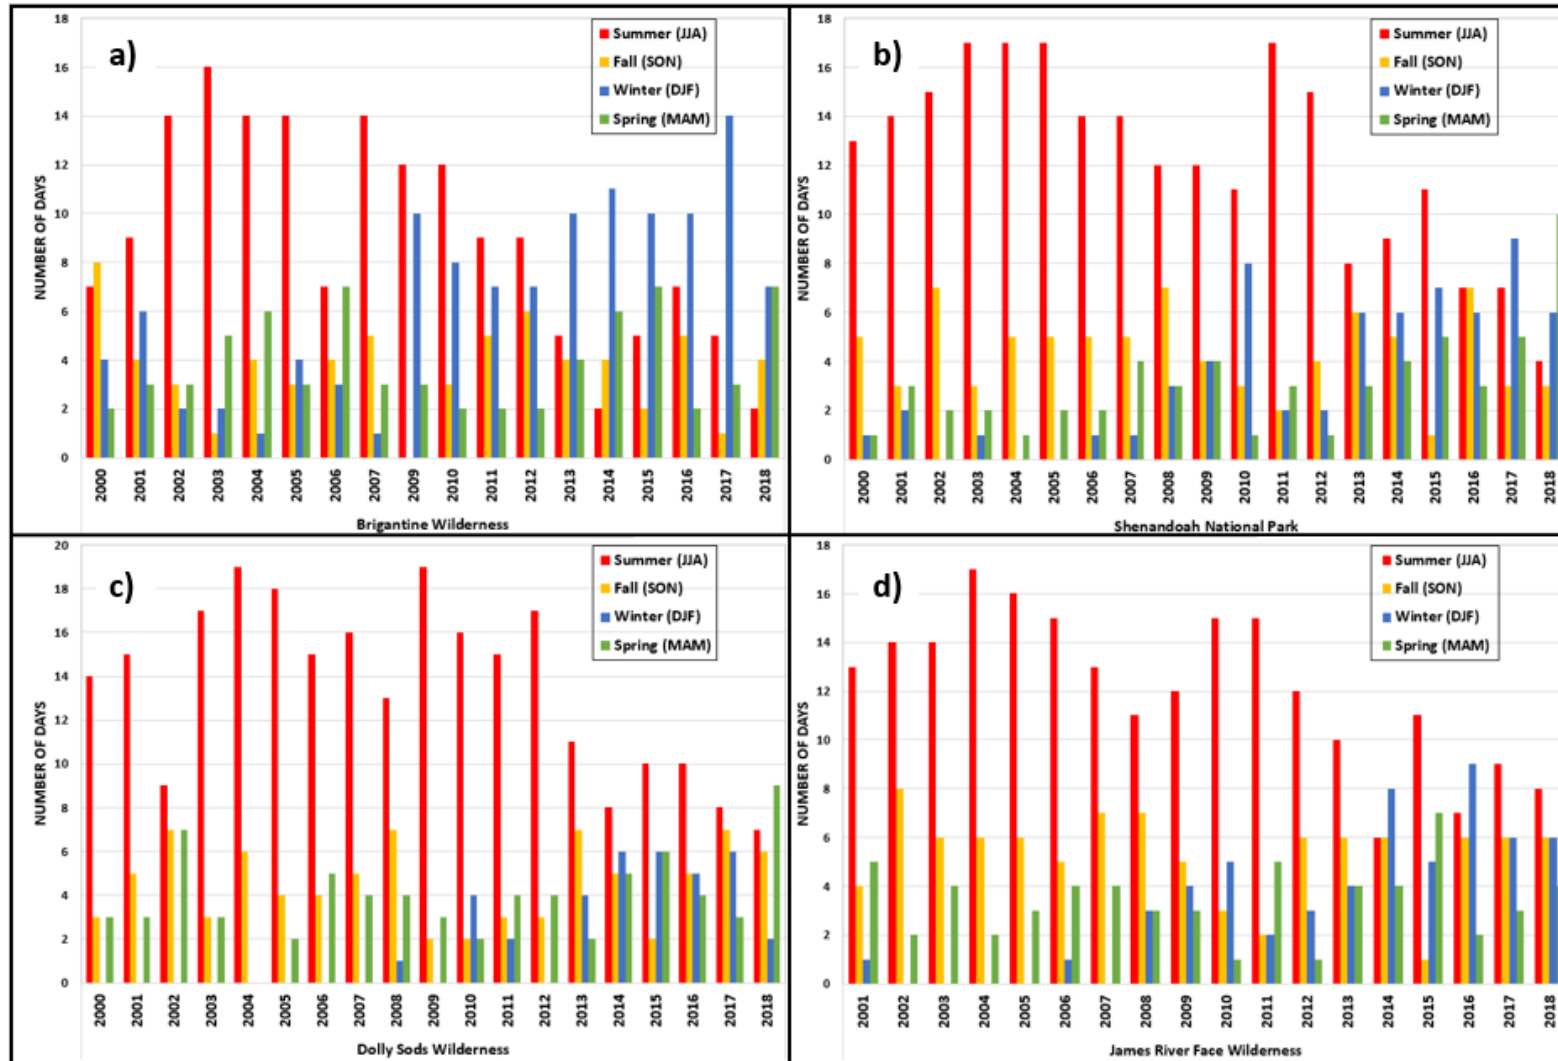 a)
NUMBER OF DAYS
18
16
14
12
10
8
6
4
2
0
Summer (JJA)
Fall (SON)
Winter (DJF)
Spring (MAM)
2000 2001 2002 2003 2004 2005 2006 2007 2009 2010 2011 2012 2013 2014 2015 2016 2017 2018
Brigantine Wilderness
b)
NUMBER OF DAYS
18
16
14
12
10
8
6
4
2
0
Summer (JJA)
Fall (SON)
Winter (DJF)
Spring (MAM)
2000 2001 2002 2003 2004 2005 2006 2007 2008 2009 2010 2011 2012 2013 2014 2015 2016 2017 2018
Shenandoah National Park
c)
NUMBER OF DAYS
20
18
16
14
12
10
8
6
4
2
0
Summer (JJA)
Fall (SON)
Winter (DJF)
Spring (MAM)
2000 2001 2002 2003 2004 2005 2006 2007 2008 2009 2010 2011 2012 2013 2014 2015 2016 2017 2018
Dolly Sods Wilderness
d)
NUMBER OF DAYS
18
16
14
12
10
8
6
4
2
0
Summer (JJA)
Fall (SON)
Winter (DJF)
Spring (MAM)
2001 2002 2003 2004 2005 2006 2007 2008 2009 2010 2011 2012 2013 2014 2015 2016 2017 2018
James River Face Wilderness